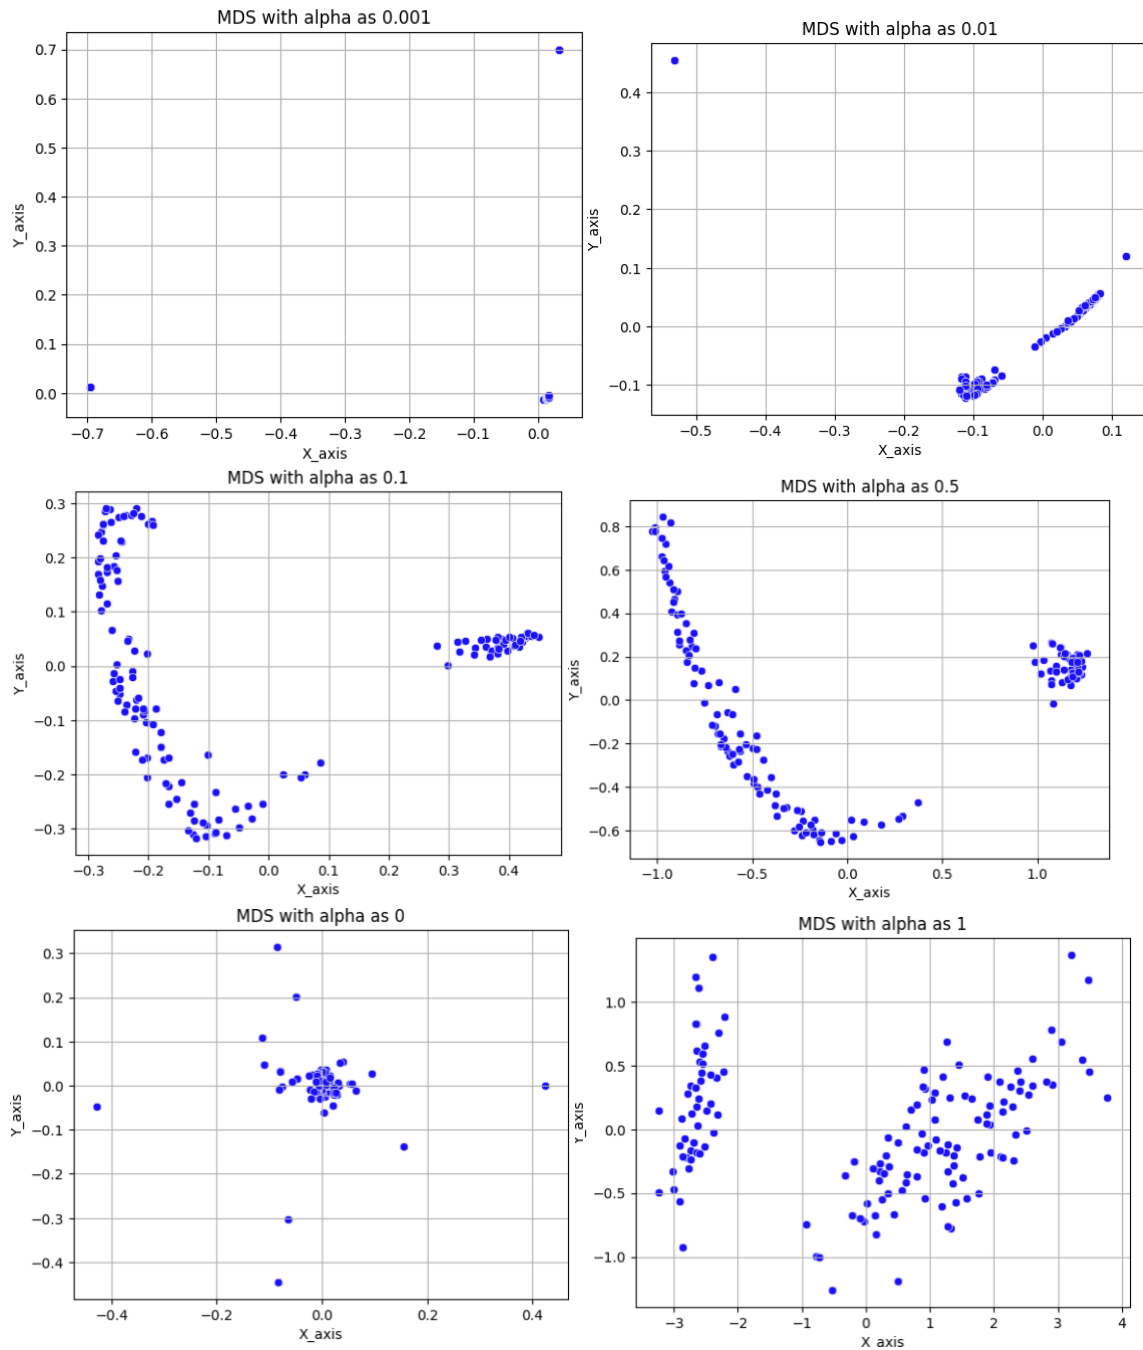 MDS with alpha as 0.001
0.7
0.6
0.5
0.4
0.3
0.2
0.1
0.0
Y_axis
−0.7 −0.6 −0.5 −0.4 −0.3 −0.2 −0.1 0.0
X_axis
MDS with alpha as 0.01
0.4
0.3
0.2
0.1
0.0
−0.1
Y_axis
−0.5 −0.4 −0.3 −0.2 −0.1 0.0 0.1
X_axis
MDS with alpha as 0.1
0.3
0.2
0.1
0.0
−0.1
−0.2
−0.3
Y_axis
−0.3 −0.2 −0.1 0.0 0.1 0.2 0.3 0.4
X_axis
MDS with alpha as 0.5
0.8
0.6
0.4
0.2
0.0
−0.2
−0.4
−0.6
Y_axis
−1.0 −0.5 0.0 0.5 1.0
X_axis
MDS with alpha as 0
0.3
0.2
0.1
0.0
−0.1
−0.2
−0.3
−0.4
Y_axis
−0.4 −0.2 0.0 0.2 0.4
X_axis
MDS with alpha as 1
1.0
0.5
0.0
−0.5
−1.0
Y_axis
−3 −2 −1 0 1 2 3 4
X_axis